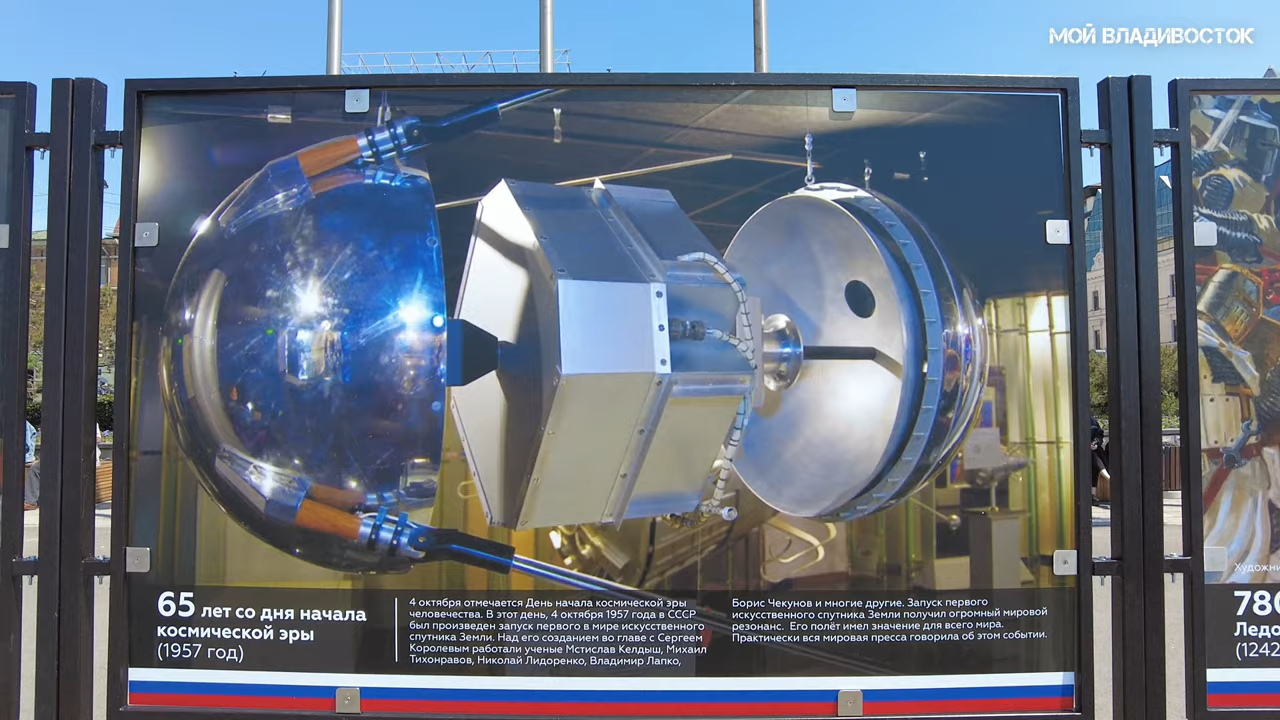 МОЙ ВЛАДИВОСТОК
65 лет со дня начала
космической эры
(1957 год)
4 октября отмечается День начала космической эры
человечества. В этот день, 4 октября 1957 года в СССР
был произведен запуск первого в мире искусственного
спутника Земли. Над его созданием во главе с Сергеем
Королевым работали ученые Мстислав Келдыш, Михаил
Тихонравов, Николай Лидоренко, Владимир Лапко,
Борис Чекунов и многие другие. Запуск первого
искусственного спутника Земли получил огромный мировой
резонанс. Его полёт имел значение для всего мира.
Практически вся мировая пресса говорила об этом событии.
Художни
780
Ледо
(1242